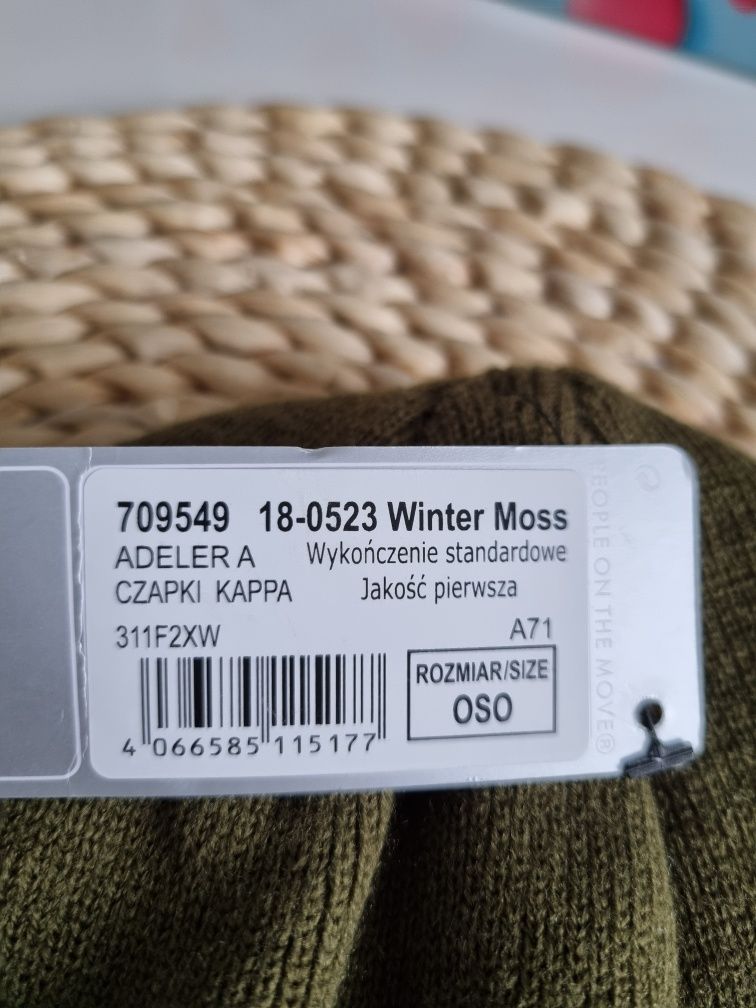 709549 18-0523 Winter Moss
ADELER A Wykończenie standardowe
CZAPKI KAPPA Jakość pierwsza
311F2XW A71
ROZMIAR/SIZE
OSO
4 066585 115177
PEOPLE ON THE MOVE®